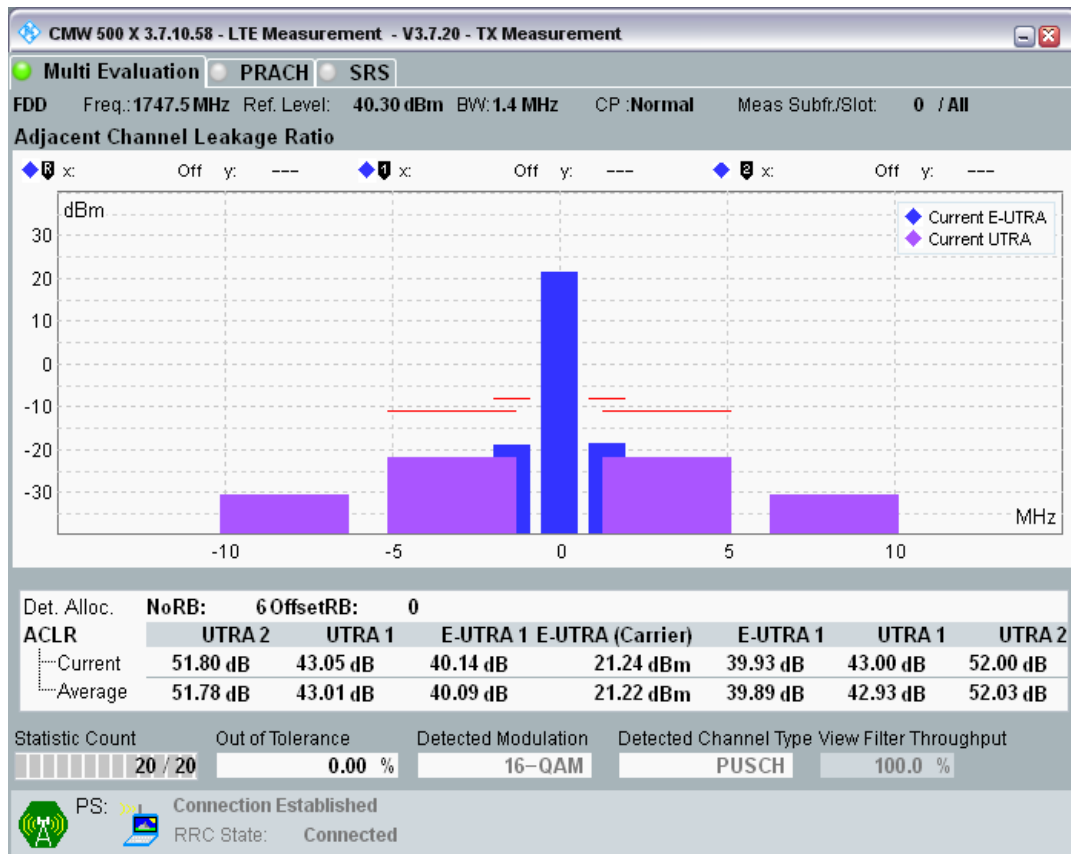 CMW 500 X 3.7.10.58 - LTE Measurement - V3.7.20 - TX Measurement
Multi Evaluation PRACH SRS
FDD Freq.: 1747.5 MHz Ref. Level: 40.30 dBm BW: 1.4 MHz CP : Normal Meas Subfr./Slot: 0 / All
Adjacent Channel Leakage Ratio
R x: Off y: --- 1 x: Off y: --- 2 x: Off y: ---
dBm
Current E-UTRA
Current UTRA
30
20
10
0
-10
-20
-30
MHz
-10 -5 0 5 10
Det. Alloc. NoRB: 6 OffsetRB: 0
ACLR UTRA 2 UTRA 1 E-UTRA 1 E-UTRA (Carrier) E-UTRA 1 UTRA 1 UTRA 2
Current 51.80 dB 43.05 dB 40.14 dB 21.24 dBm 39.93 dB 43.00 dB 52.00 dB
Average 51.78 dB 43.01 dB 40.09 dB 21.22 dBm 39.89 dB 42.93 dB 52.03 dB
Statistic Count Out of Tolerance Detected Modulation Detected Channel Type View Filter Throughput
20 / 20 0.00 % 16-QAM PUSCH 100.0 %
PS: Connection Established
RRC State: Connected